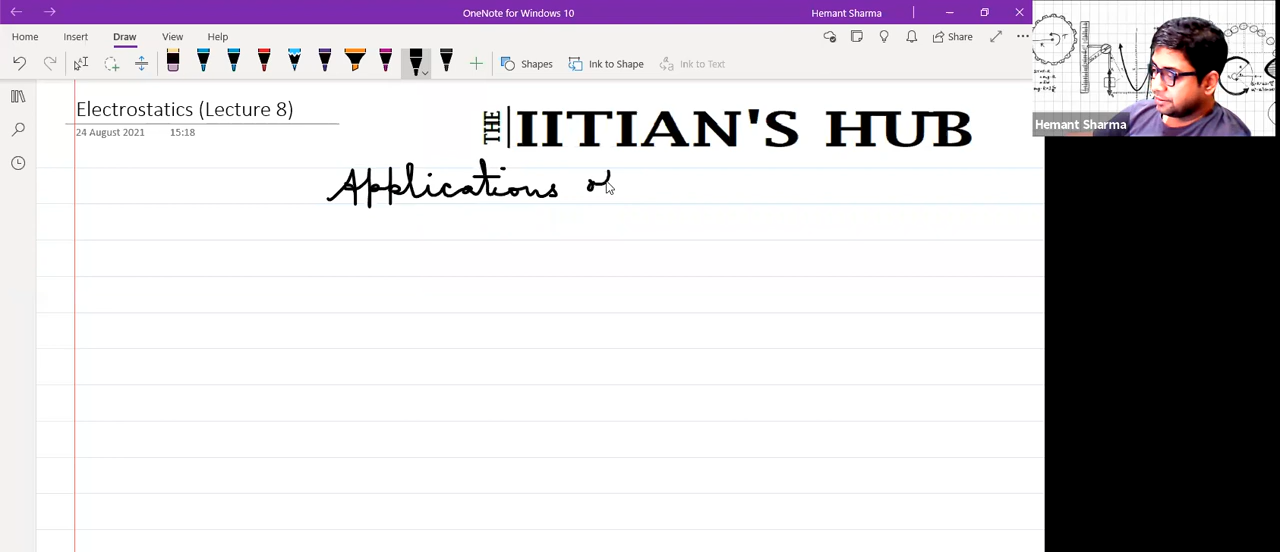 OneNote for Windows 10
Hemant Sharma
Home Insert Draw View Help
Share
Shapes
Ink to Shape
Ink to Text
Hemant Sharma
Electrostatics (Lecture 8)
24 August 2021 15:18
THE IITIAN'S HUB
Applications